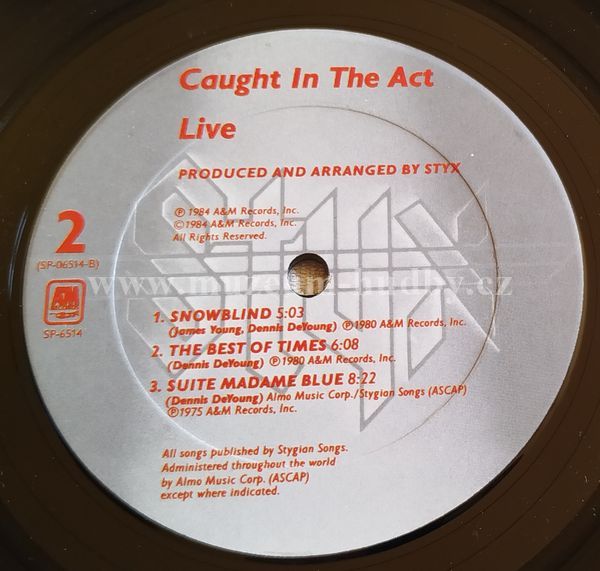 Caught In The Act
Live
PRODUCED AND ARRANGED BY STYX
2
(SP-06514-B)
A&M
RECORDS
SP-6514
℗ 1984 A&M Records, Inc.
© 1984 A&M Records, Inc.
All Rights Reserved.
STYX
www.muzeum-hudby.cz
1. SNOWBLIND 5:03
(James Young, Dennis DeYoung) ℗1980 A&M Records, Inc.
2. THE BEST OF TIMES 6:08
(Dennis DeYoung) ℗1980 A&M Records, Inc.
3. SUITE MADAME BLUE 8:22
(Dennis DeYoung) Almo Music Corp./Stygian Songs (ASCAP)
℗1975 A&M Records, Inc.
All songs published by Stygian Songs.
Administered throughout the world
by Almo Music Corp. (ASCAP)
except where indicated.